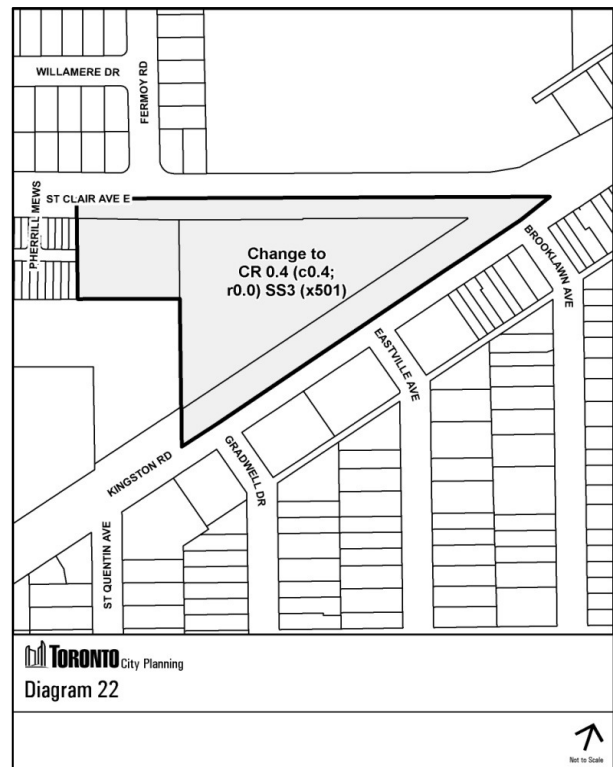 WILLAMERE DR
FERMOY RD
PHERRILL MEWS
ST CLAIR AVE E
Change to
CR 0.4 (c0.4;
r0.0) SS3 (x501)
BROOKLAWN AVE
EASTVILLE AVE
GRADWELL DR
KINGSTON RD
ST QUENTIN AVE
TORONTO City Planning
Diagram 22
Not to Scale